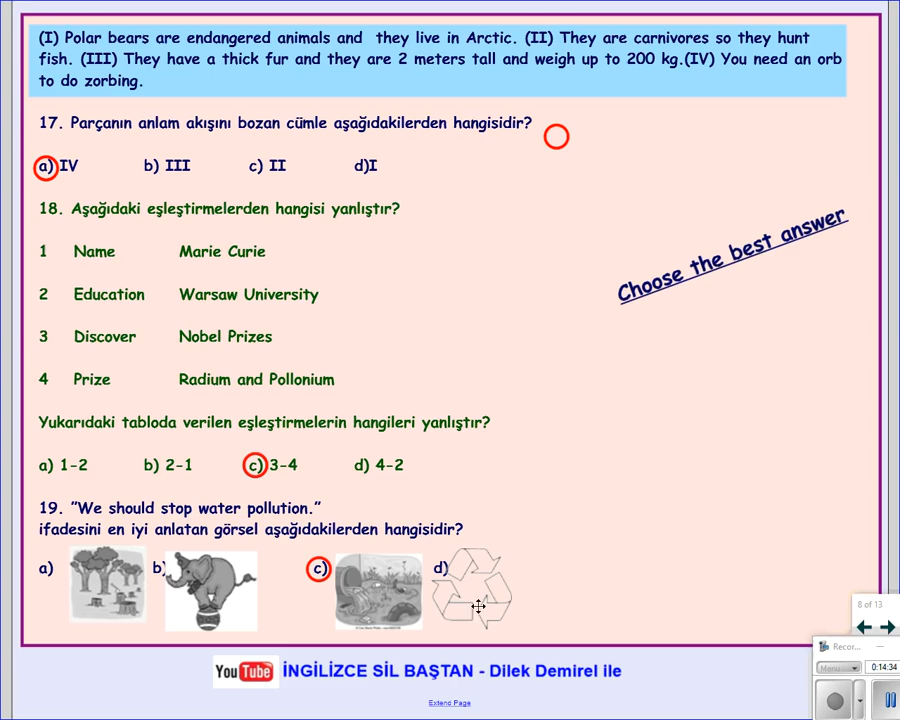 (I) Polar bears are endangered animals and they live in Arctic. (II) They are carnivores so they hunt
fish. (III) They have a thick fur and they are 2 meters tall and weigh up to 200 kg.(IV) You need an orb
to do zorbing.
17. Parçanın anlam akışını bozan cümle aşağıdakilerden hangisidir?
a) IV b) III c) II d)I
18. Aşağıdaki eşleştirmelerden hangisi yanlıştır?
1 Name Marie Curie
Choose the best answer
2 Education Warsaw University
3 Discover Nobel Prizes
4 Prize Radium and Pollonium
Yukarıdaki tabloda verilen eşleştirmelerin hangileri yanlıştır?
a) 1-2 b) 2-1 c) 3-4 d) 4-2
19. ”We should stop water pollution.”
ifadesini en iyi anlatan görsel aşağıdakilerden hangisidir?
a) b) c) d)
8 of 13
Recor...
Menu
0:14:34
YouTube İNGİLİZCE SİL BAŞTAN - Dilek Demirel ile
Extend Page